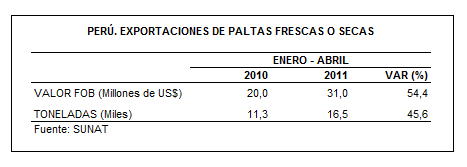 PERÚ. EXPORTACIONES DE PALTAS FRESCAS O SECAS
ENERO - ABRIL
2010 2011 VAR (%)
VALOR FOB (Millones de US$) 20,0 31,0 54,4
TONELADAS (Miles) 11,3 16,5 45,6
Fuente: SUNAT